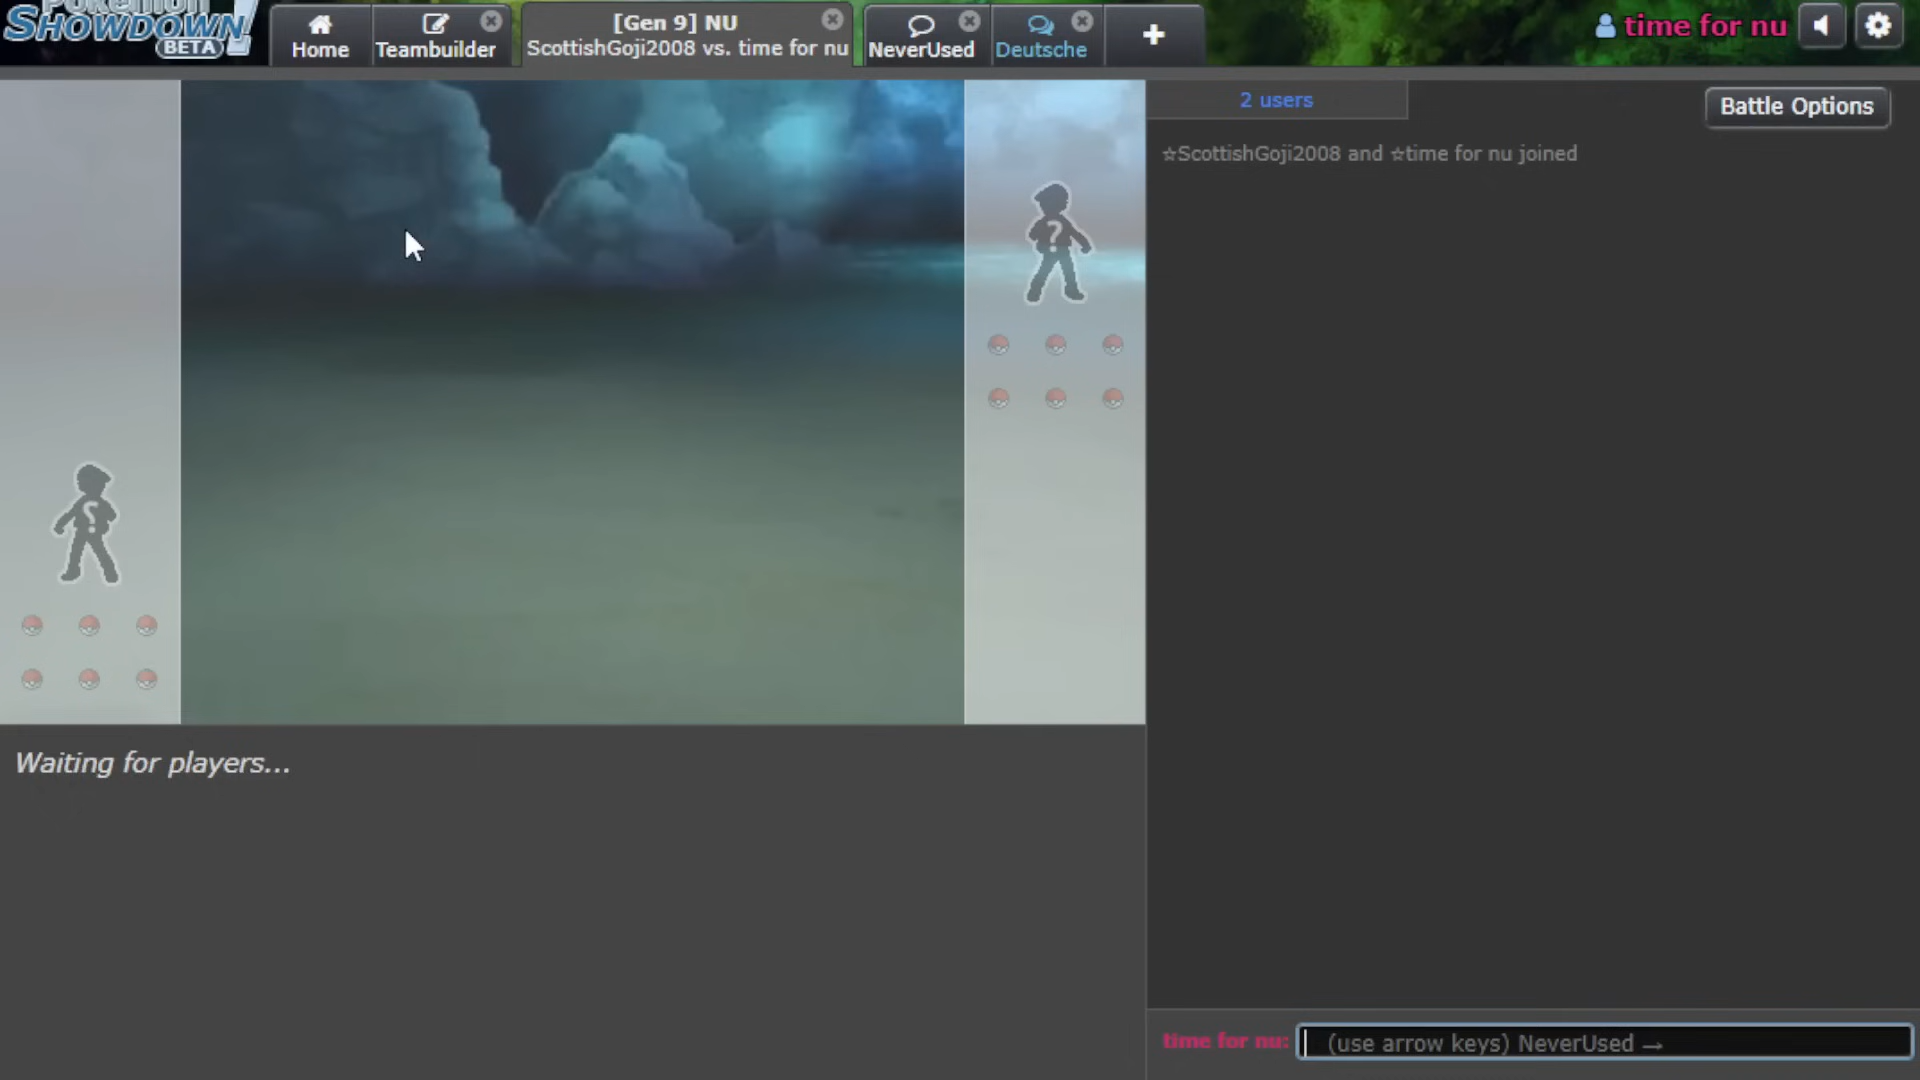 Pokémon
SHOWDOWN!
BETA
Home
Teambuilder
[Gen 9] NU
ScottishGoji2008 vs. time for nu
NeverUsed
Deutsche
+
time for nu
2 users
Battle Options
☆ScottishGoji2008 and ☆time for nu joined
?
?
Waiting for players...
time for nu:
(use arrow keys) NeverUsed →